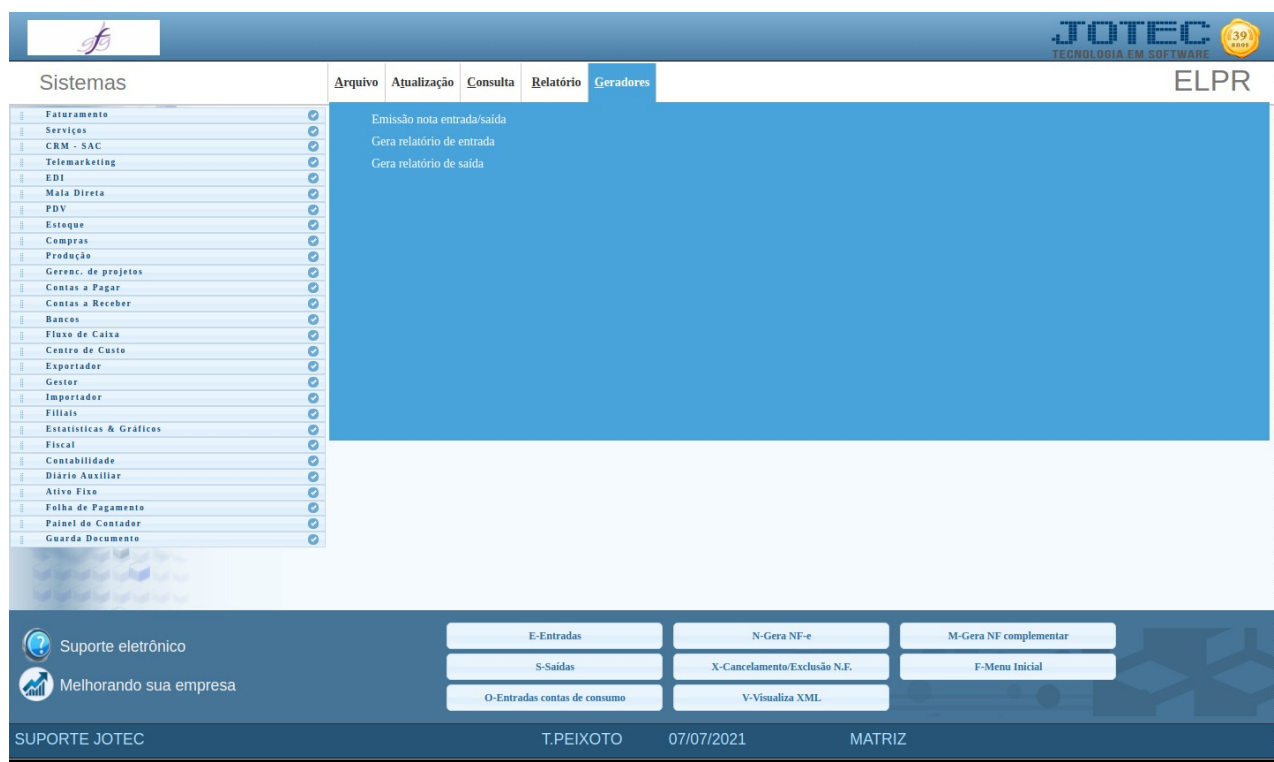 JOTEC
TECNOLOGIA EM SOFTWARE
39
anos
Sistemas
Arquivo Atualização Consulta Relatório Geradores
ELPR
Faturamento
Serviços
CRM - SAC
Telemarketing
EDI
Mala Direta
PDV
Estoque
Compras
Produção
Gerenc. de projetos
Contas a Pagar
Contas a Receber
Bancos
Fluxo de Caixa
Centro de Custo
Exportador
Gestor
Importador
Filiais
Estatísticas & Gráficos
Fiscal
Contabilidade
Diário Auxiliar
Ativo Fixo
Folha de Pagamento
Painel do Contador
Guarda Documento
Emissão nota entrada/saída
Gera relatório de entrada
Gera relatório de saída
Suporte eletrônico
Melhorando sua empresa
E-Entradas N-Gera NF-e M-Gera NF complementar
S-Saídas X-Cancelamento/Exclusão N.F. F-Menu Inicial
O-Entradas contas de consumo V-Visualiza XML
SUPORTE JOTEC T.PEIXOTO 07/07/2021 MATRIZ